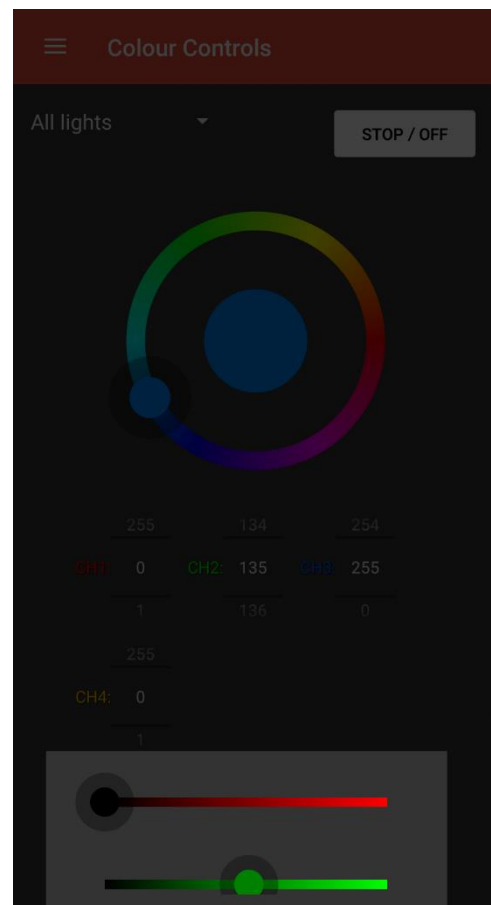 Colour Controls
All lights
STOP / OFF
255 134 254
CH1: 0 CH2: 135 CH3: 255
1 136 0
255
CH4: 0
1